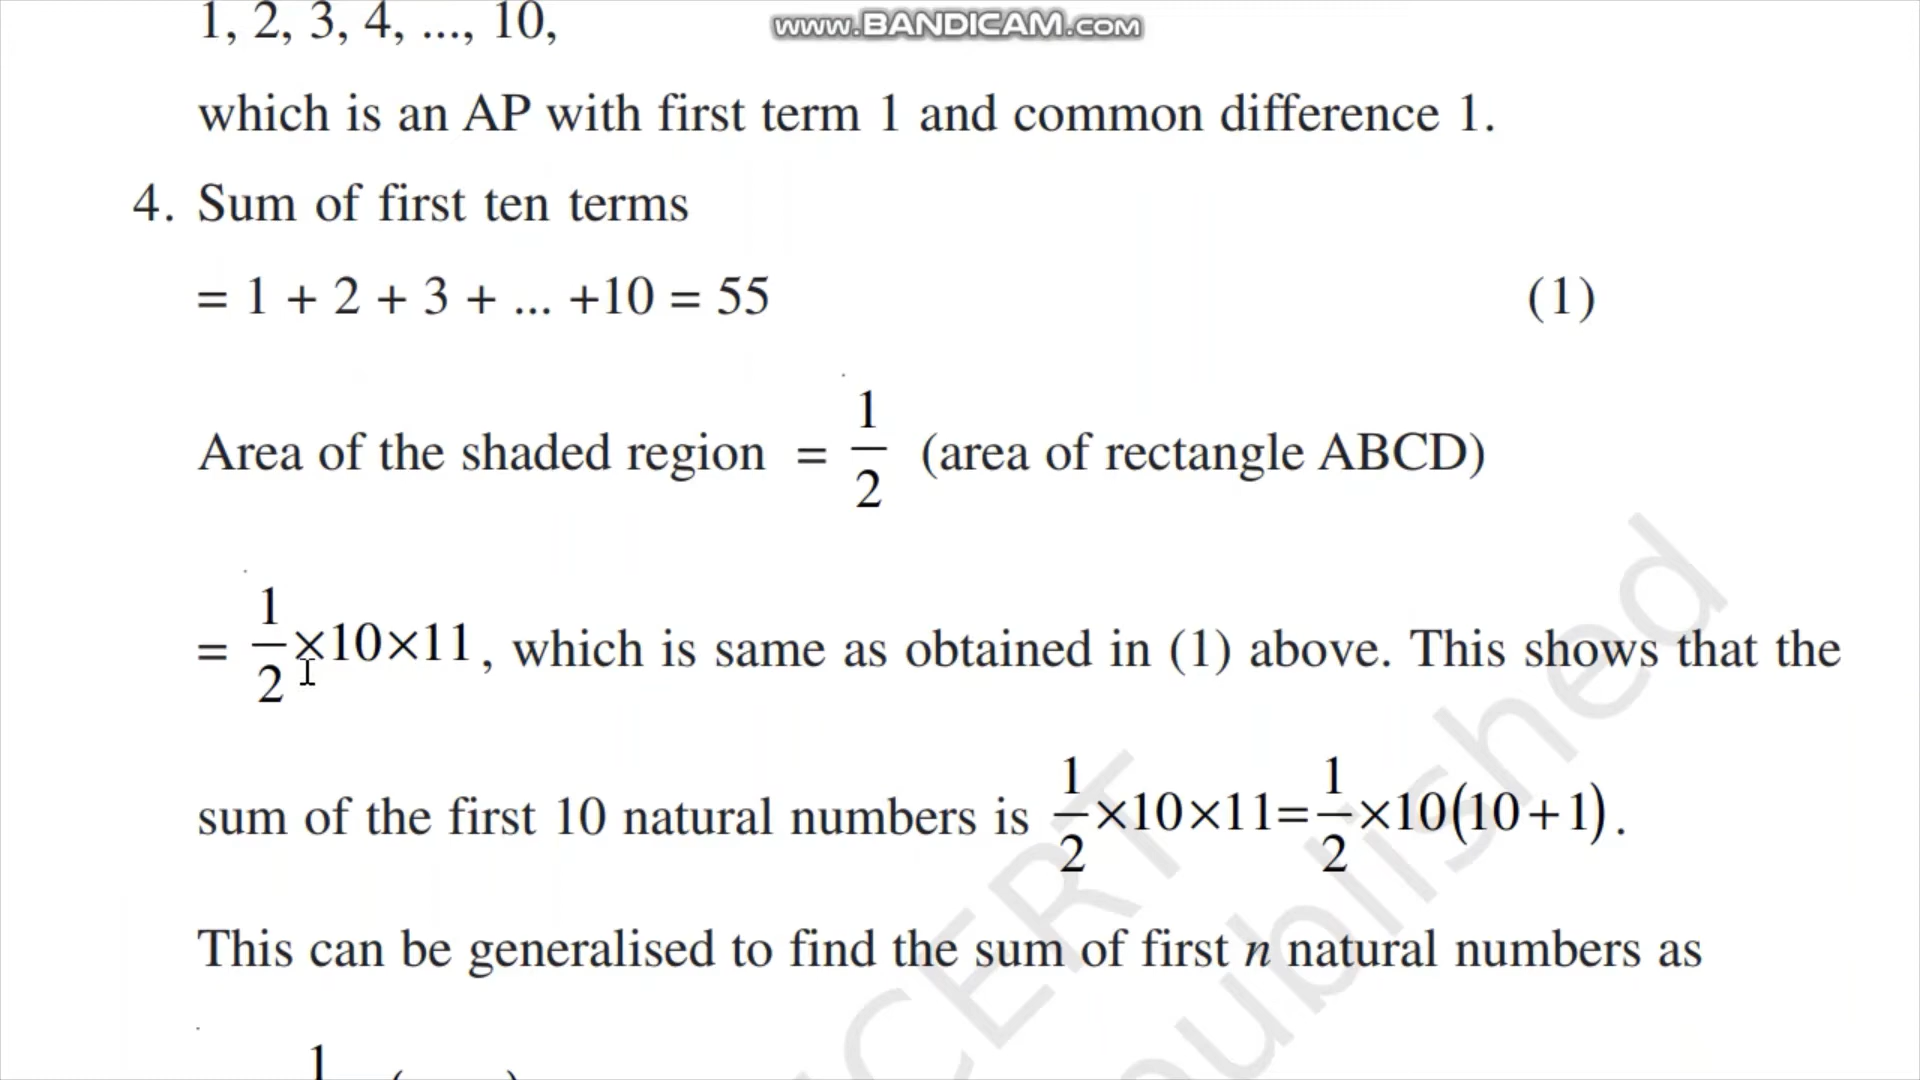 1, 2, 3, 4, ..., 10,
www.BANDICAM.com
which is an AP with first term 1 and common difference 1.
4. Sum of first ten terms
= 1 + 2 + 3 + ... +10 = 55 (1)
Area of the shaded region = 1/2 (area of rectangle ABCD)
= 1/2 ×10×11, which is same as obtained in (1) above. This shows that the
sum of the first 10 natural numbers is 1/2 ×10×11= 1/2 ×10(10+1).
This can be generalised to find the sum of first n natural numbers as